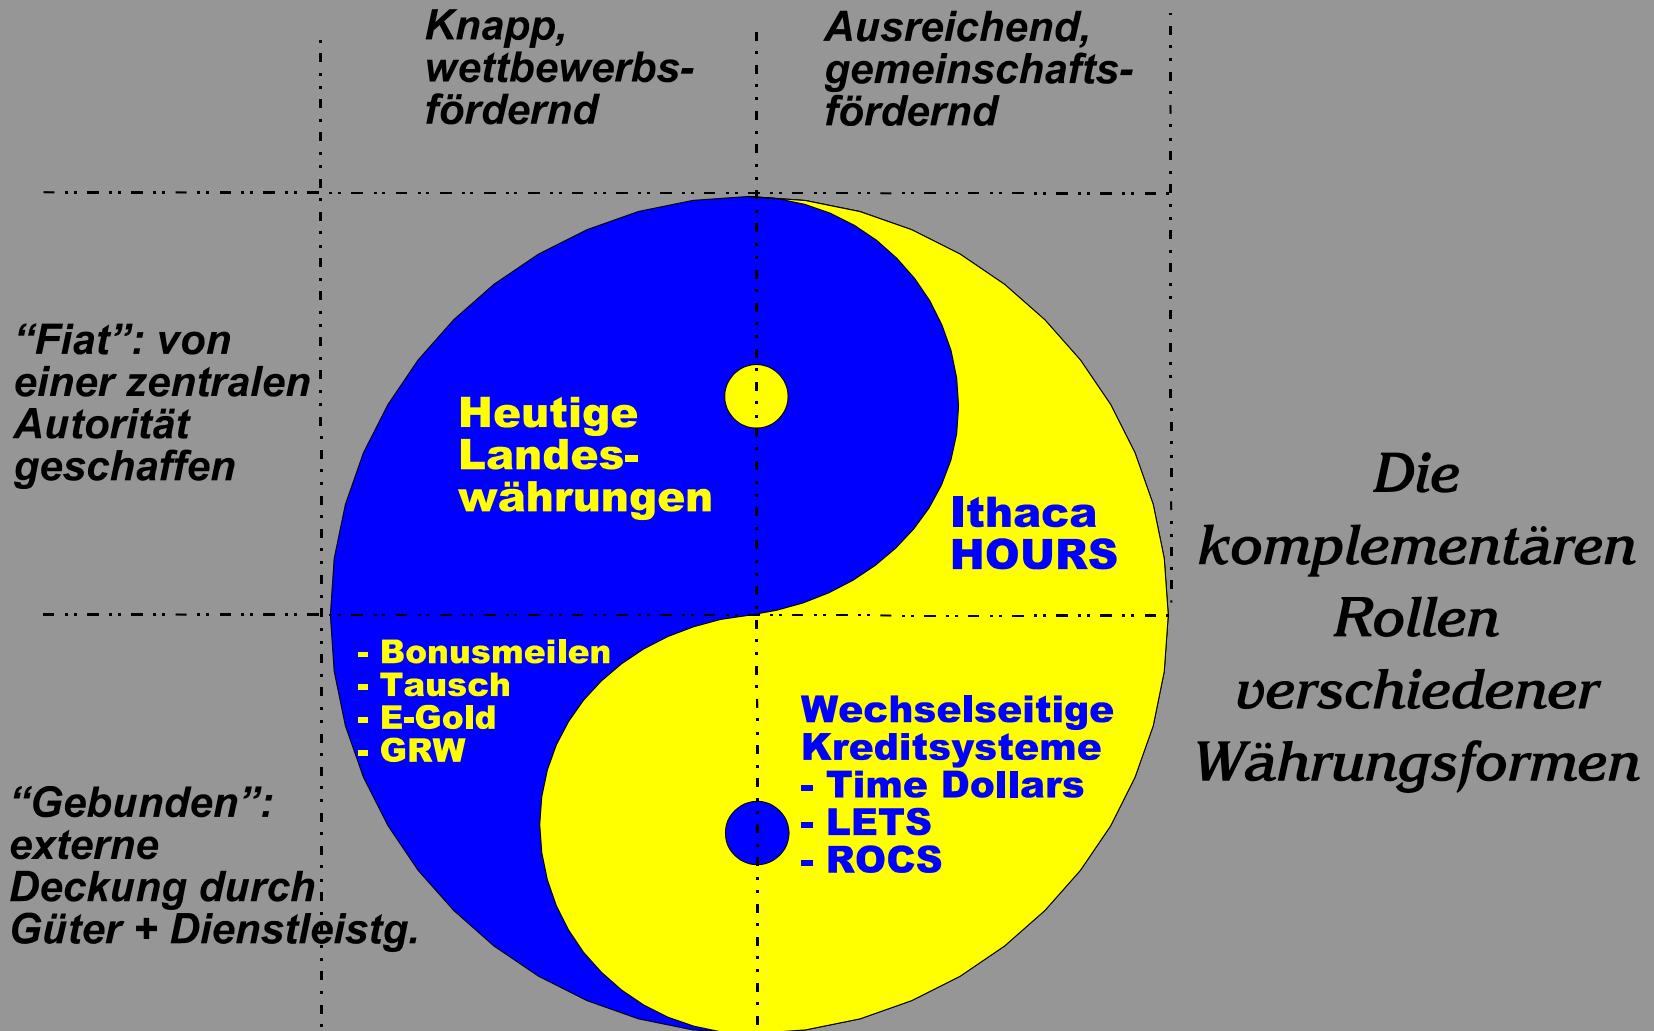 Knapp,
wettbewerbs-
fördernd
Ausreichend,
gemeinschafts-
fördernd
“Fiat”: von
einer zentralen
Autorität
geschaffen
Heutige
Landes-
währungen
Ithaca
HOURS
“Gebunden”:
externe
Deckung durch
Güter + Dienstleistg.
- Bonusmeilen
- Tausch
- E-Gold
- GRW
Wechselseitige
Kreditsysteme
- Time Dollars
- LETS
- ROCS
Die
komplementären
Rollen
verschiedener
Währungsformen